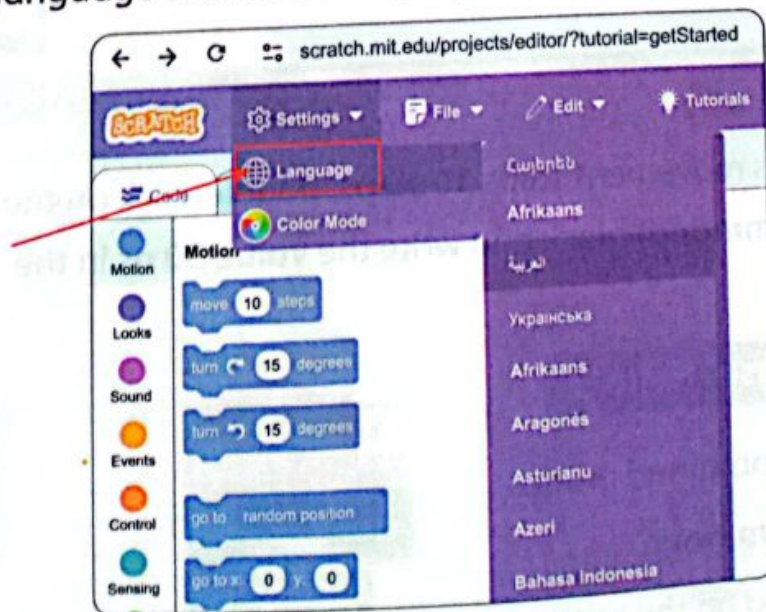 language
scratch.mit.edu/projects/editor/?tutorial=getStarted
SCRATCH Settings File Edit Tutorials
Code
Language
Color Mode
Հայերեն
Afrikaans
العربية
Українська
Afrikaans
Aragonés
Asturianu
Azeri
Bahasa Indonesia
Motion
Looks
Sound
Events
Control
Sensing
Motion
move 10 steps
turn 15 degrees
turn 15 degrees
go to random position
go to x: 0 y: 0